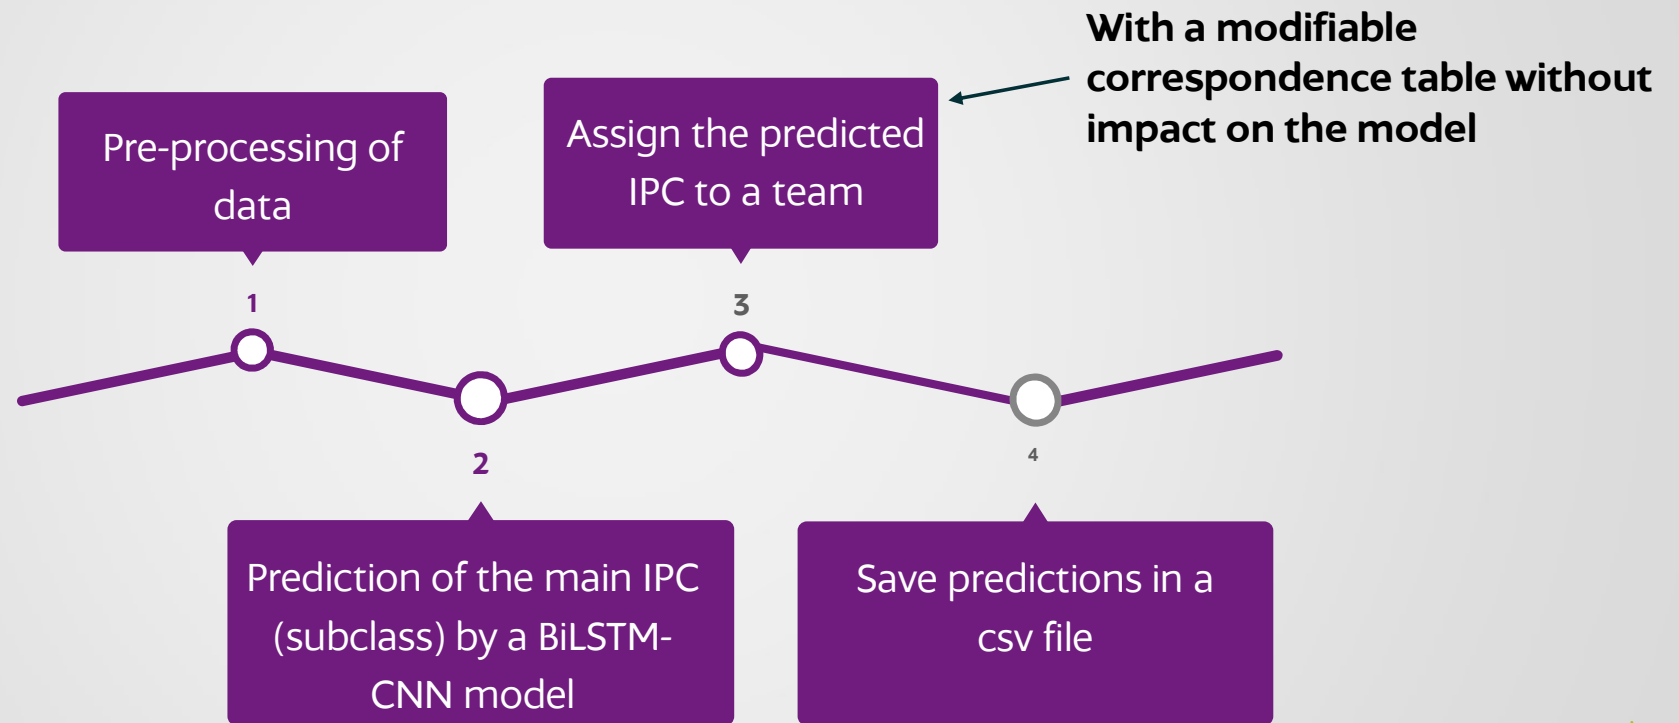 With a modifiable
correspondence table without
impact on the model
Pre-processing of
data
1
Prediction of the main IPC
(subclass) by a BiLSTM-
CNN model
2
Assign the predicted
IPC to a team
3
Save predictions in a
csv file
4